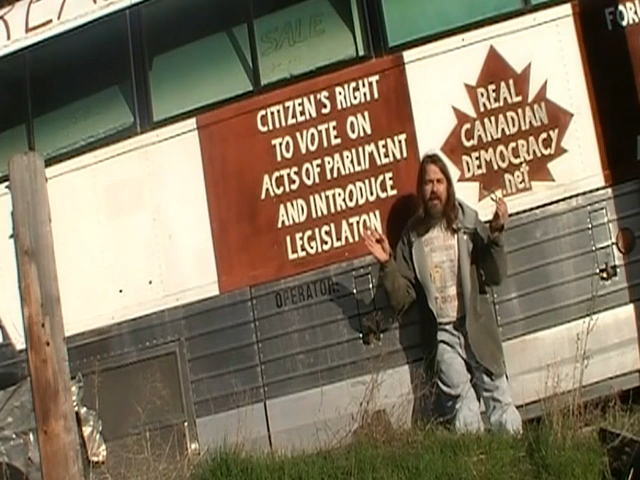 SALE
CITIZEN'S RIGHT
TO VOTE ON
ACTS OF PARLIMENT
AND INTRODUCE
LEGISLATON
REAL
CANADIAN
DEMOCRACY
.net
OPERATOR:
FOR